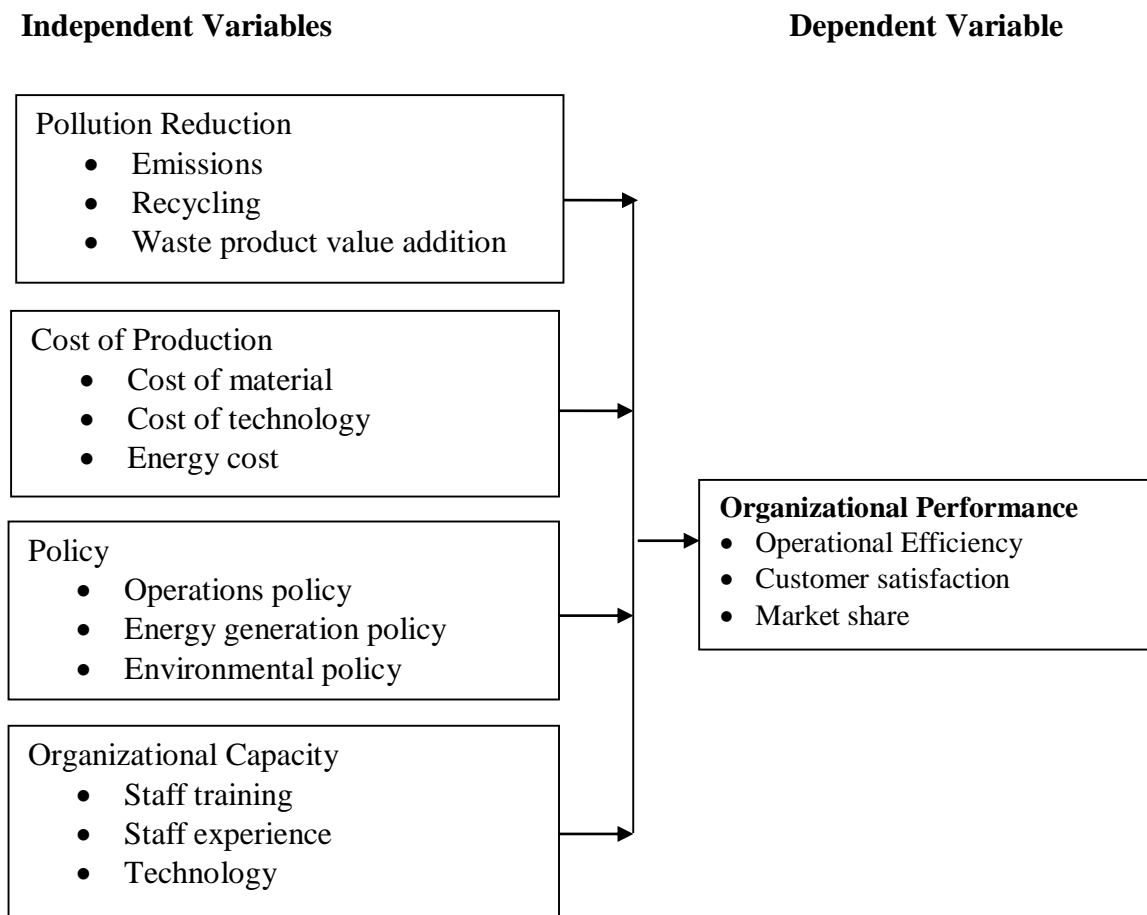 Independent Variables
Dependent Variable
Pollution Reduction
• Emissions
• Recycling
• Waste product value addition
Cost of Production
• Cost of material
• Cost of technology
• Energy cost
Policy
• Operations policy
• Energy generation policy
• Environmental policy
Organizational Capacity
• Staff training
• Staff experience
• Technology
Organizational Performance
• Operational Efficiency
• Customer satisfaction
• Market share